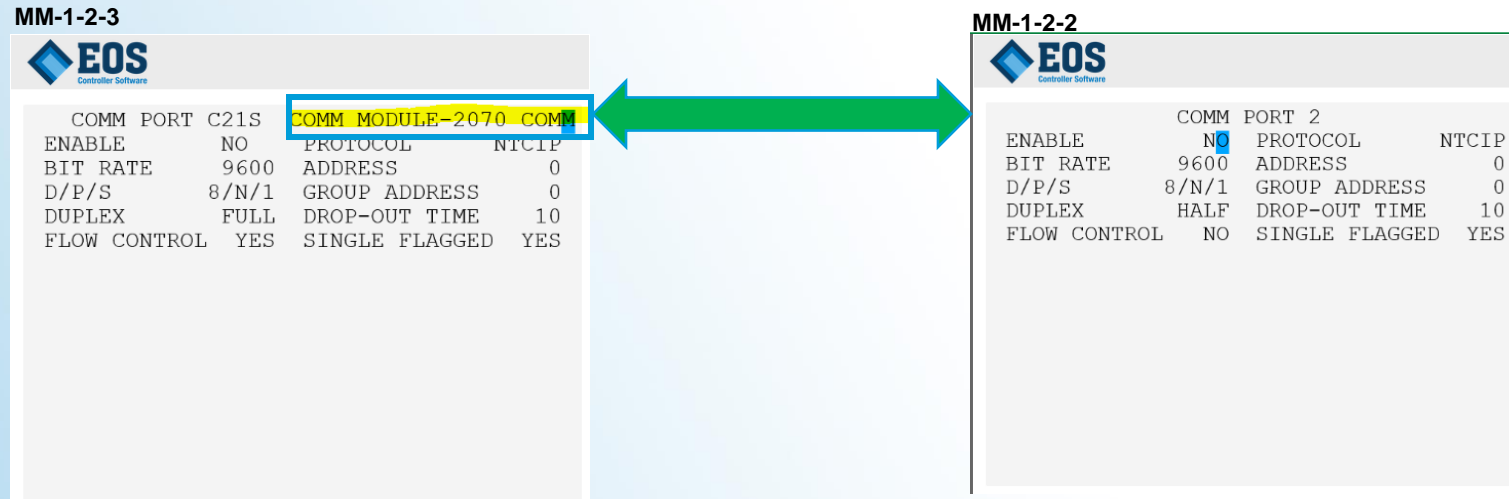 MM-1-2-3
EOS
Controller Software
COMM PORT C21S COMM MODULE-2070 COMM
ENABLE NO PROTOCOL NTCIP
BIT RATE 9600 ADDRESS 0
D/P/S 8/N/1 GROUP ADDRESS 0
DUPLEX FULL DROP-OUT TIME 10
FLOW CONTROL YES SINGLE FLAGGED YES
MM-1-2-2
EOS
Controller Software
COMM PORT 2
ENABLE NO PROTOCOL NTCIP
BIT RATE 9600 ADDRESS 0
D/P/S 8/N/1 GROUP ADDRESS 0
DUPLEX HALF DROP-OUT TIME 10
FLOW CONTROL NO SINGLE FLAGGED YES